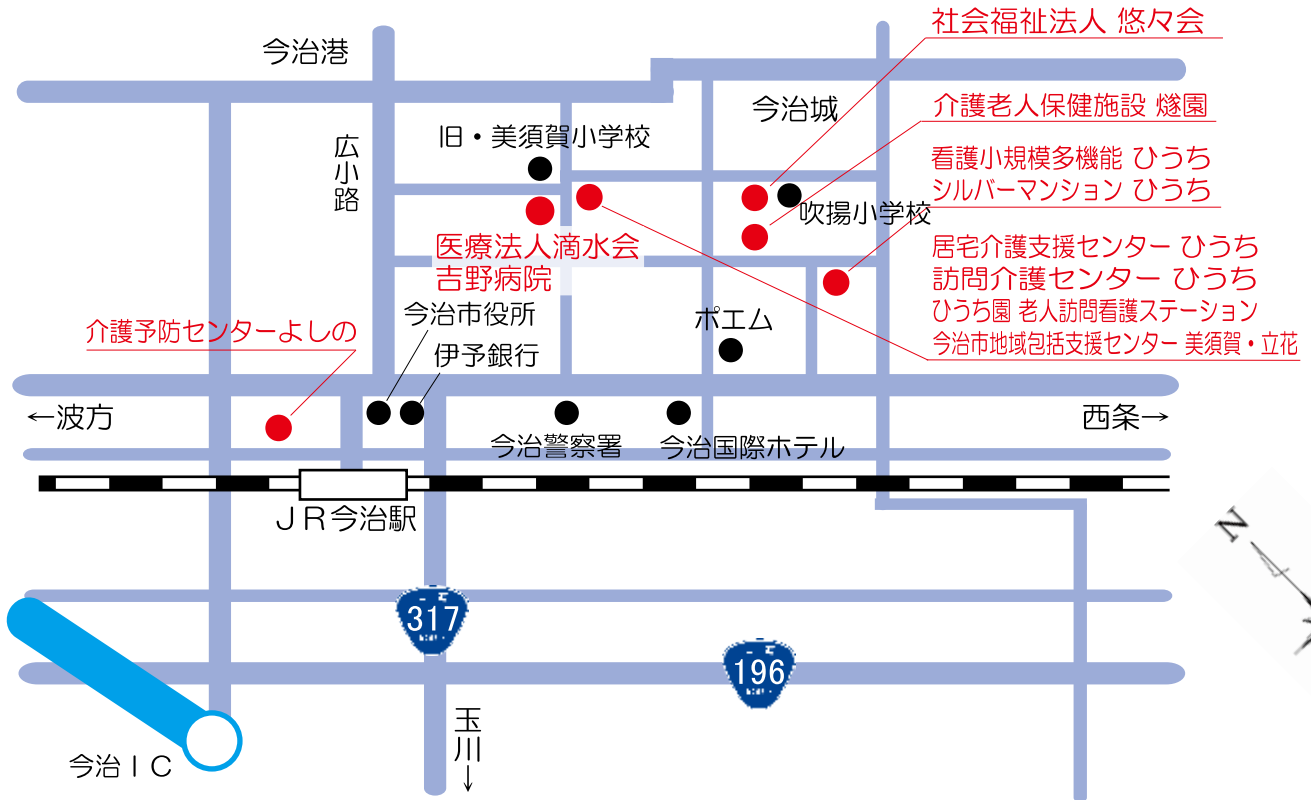 今治港
社会福祉法人 悠々会
今治城
介護老人保健施設 燧園
旧・美須賀小学校
広小路
看護小規模多機能 ひうち
シルバーマンション ひうち
吹揚小学校
医療法人滴水会
吉野病院
居宅介護支援センター ひうち
訪問介護センター ひうち
ひうち園 老人訪問看護ステーション
今治市地域包括支援センター 美須賀・立花
介護予防センターよしの
今治市役所
伊予銀行
ポエム
←波方
西条→
今治警察署
今治国際ホテル
JR今治駅
N
317
196
玉川↓
今治IC